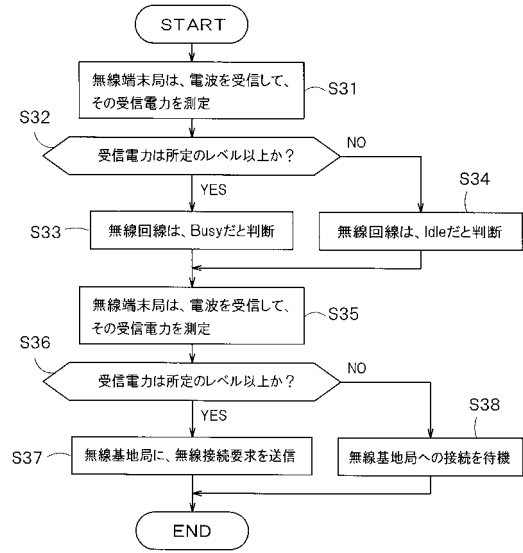 START
無線端末局は、電波を受信して、
その受信電力を測定
S31
S32
受信電力は所定のレベル以上か？
NO
YES
S34
S33
無線回線は、Busyだと判断
無線回線は、Idleだと判断
無線端末局は、電波を受信して、
その受信電力を測定
S35
S36
受信電力は所定のレベル以上か？
NO
YES
S38
S37
無線基地局に、無線接続要求を送信
無線基地局への接続を待機
END